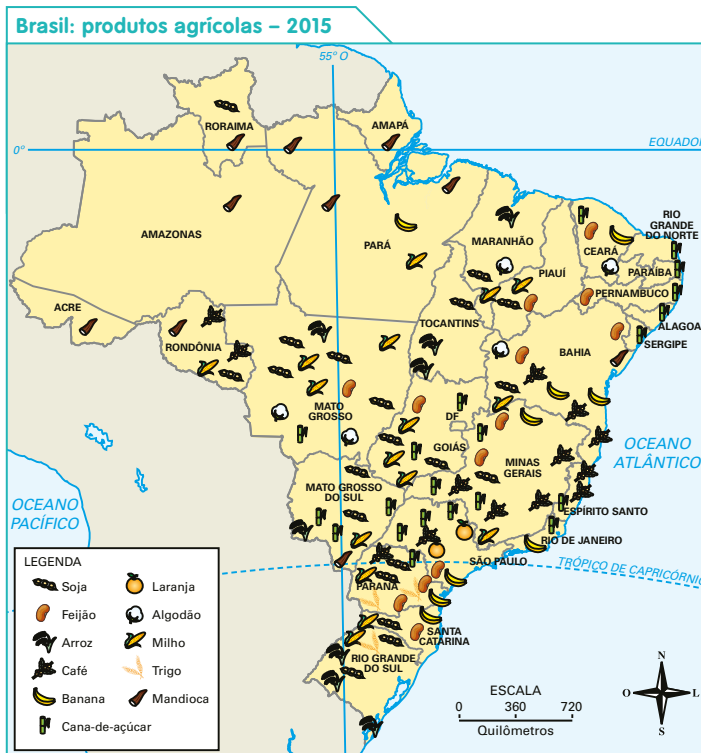 Brasil: produtos agrícolas – 2015
55º O
RORAIMA
AMAPÁ
0º
EQUADOR
AMAZONAS
PARÁ
MARANHÃO
CEARÁ
RIO
GRANDE
DO NORTE
PIAUÍ
PARAÍBA
PERNAMBUCO
ACRE
TOCANTINS
ALAGOA
SERGIPE
RONDÔNIA
BAHIA
MATO
GROSSO
DF
GOIÁS
MINAS
GERAIS
OCEANO
ATLÂNTICO
MATO GROSSO
DO SUL
OCEANO
PACÍFICO
ESPÍRITO SANTO
RIO DE JANEIRO
SÃO PAULO
TRÓPICO DE CAPRICÓRNIO
PARANÁ
SANTA
CATARINA
RIO GRANDE
DO SUL
LEGENDA
Soja
Laranja
Feijão
Algodão
Arroz
Milho
Café
Trigo
Banana
Mandioca
Cana-de-açúcar
ESCALA
0 360 720
Quilômetros
N
O L
S